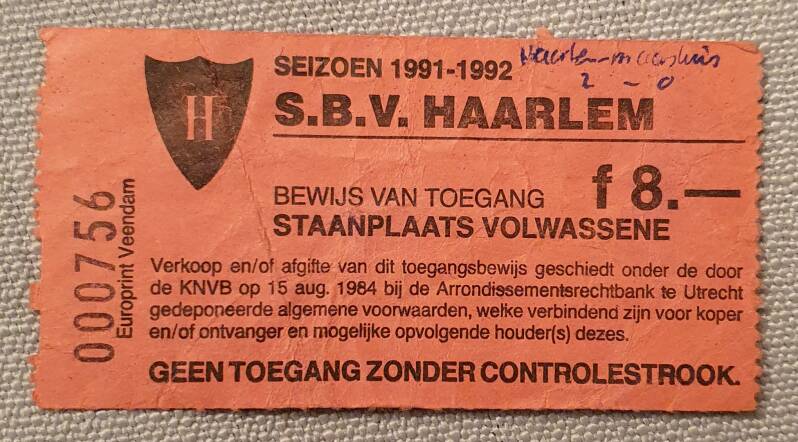 SEIZOEN 1991-1992
Haarlem - maassluis
2 - 0
S.B.V. HAARLEM
HFC
BEWIJS VAN TOEGANG
f 8.—
STAANPLAATS VOLWASSENE
Verkoop en/of afgifte van dit toegangsbewijs geschiedt onder de door
de KNVB op 15 aug. 1984 bij de Arrondissementsrechtbank te Utrecht
gedeponeerde algemene voorwaarden, welke verbindend zijn voor koper
en/of ontvanger en mogelijke opvolgende houder(s) dezes.
GEEN TOEGANG ZONDER CONTROLESTROOK.
000756
Europrint Veendam